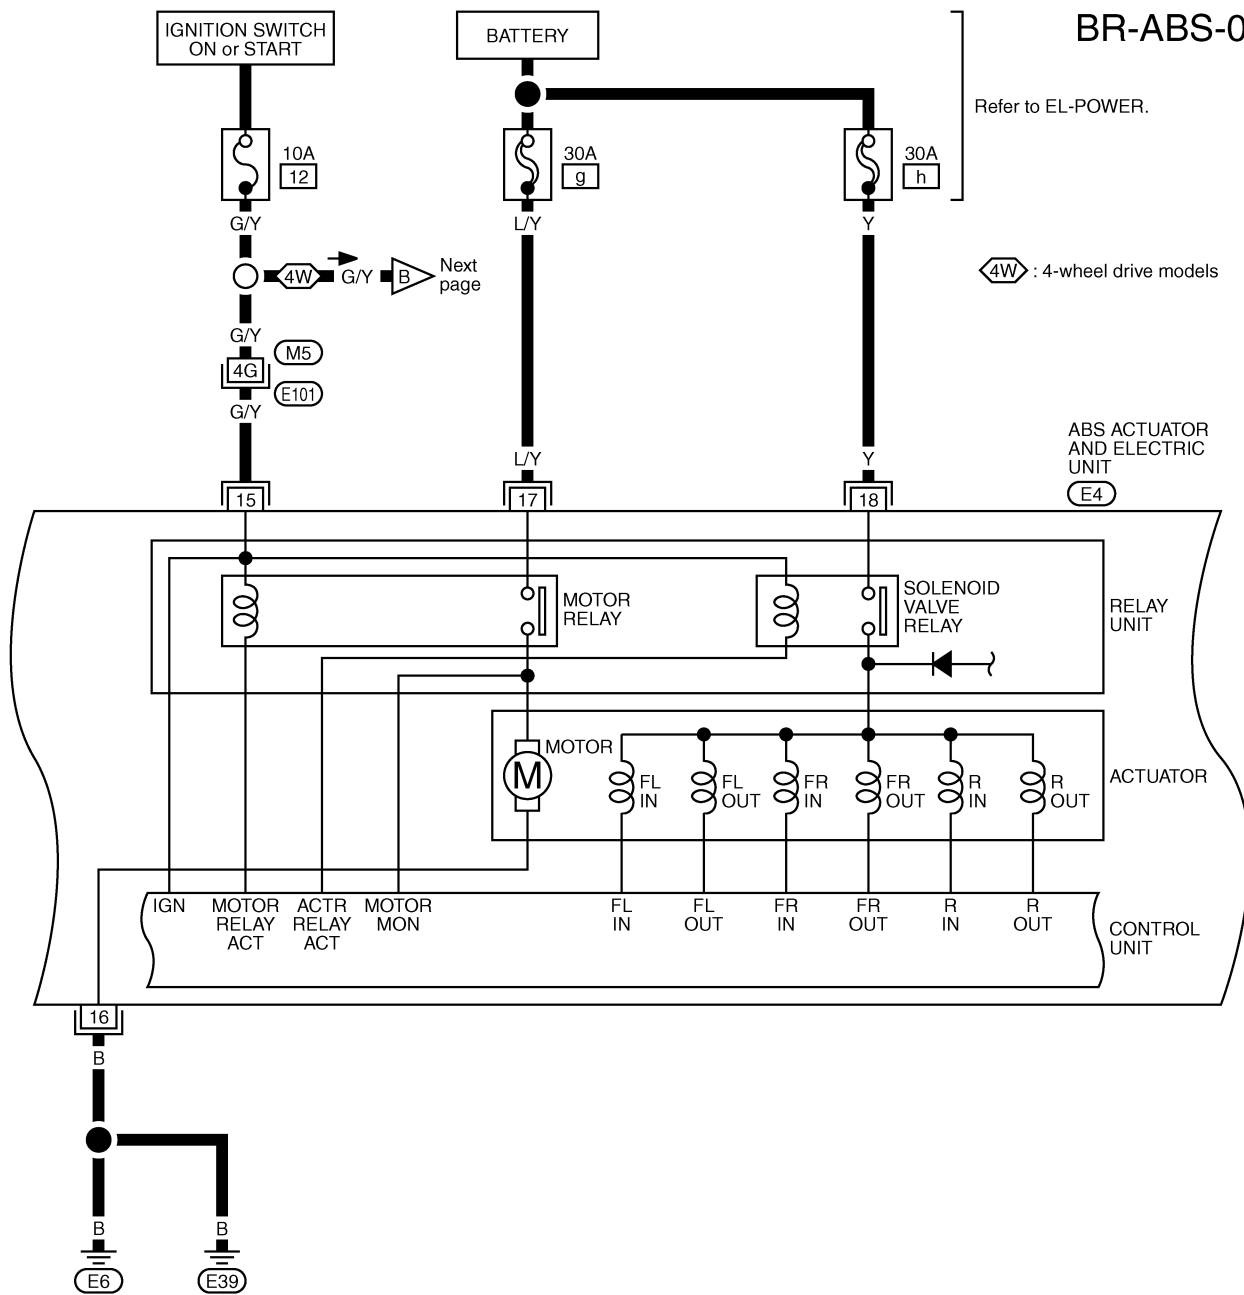 IGNITION SWITCH
ON or START
BATTERY
BR-ABS-0
Refer to EL-POWER.
10A
12
30A
g
30A
h
G/Y
L/Y
Y
4W
G/Y
B
Next
page
4W : 4-wheel drive models
G/Y
M5
4G
E101
G/Y
L/Y
Y
ABS ACTUATOR
AND ELECTRIC
UNIT
E4
15
17
18
MOTOR
RELAY
SOLENOID
VALVE
RELAY
RELAY
UNIT
MOTOR
M
FL
IN
FL
OUT
FR
IN
FR
OUT
R
IN
R
OUT
ACTUATOR
IGN
MOTOR
RELAY
ACT
ACTR
RELAY
ACT
MOTOR
MON
FL
IN
FL
OUT
FR
IN
FR
OUT
R
IN
R
OUT
CONTROL
UNIT
16
B
B
B
E6
E39